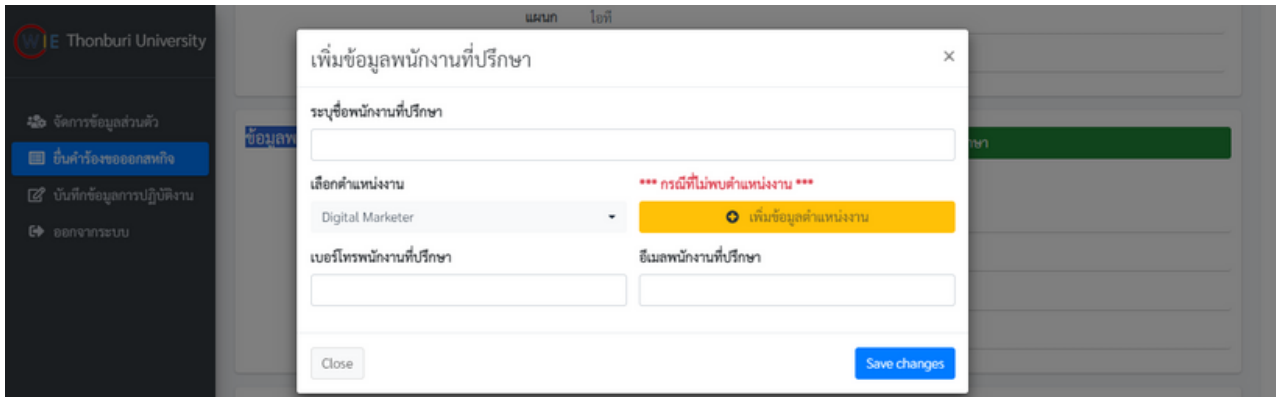 แผนก ไอที
WIE Thonburi University
จัดการข้อมูลส่วนตัว
ยื่นคำร้องขอออกสหกิจ
บันทึกข้อมูลการปฏิบัติงาน
ออกจากระบบ
เพิ่มข้อมูลพนักงานที่ปรึกษา ×
ระบุชื่อพนักงานที่ปรึกษา
เลือกตำแหน่งงาน *** กรณีที่ไม่พบตำแหน่งงาน ***
Digital Marketer เพิ่มข้อมูลตำแหน่งงาน
เบอร์โทรพนักงานที่ปรึกษา อีเมลพนักงานที่ปรึกษา
Close Save changes